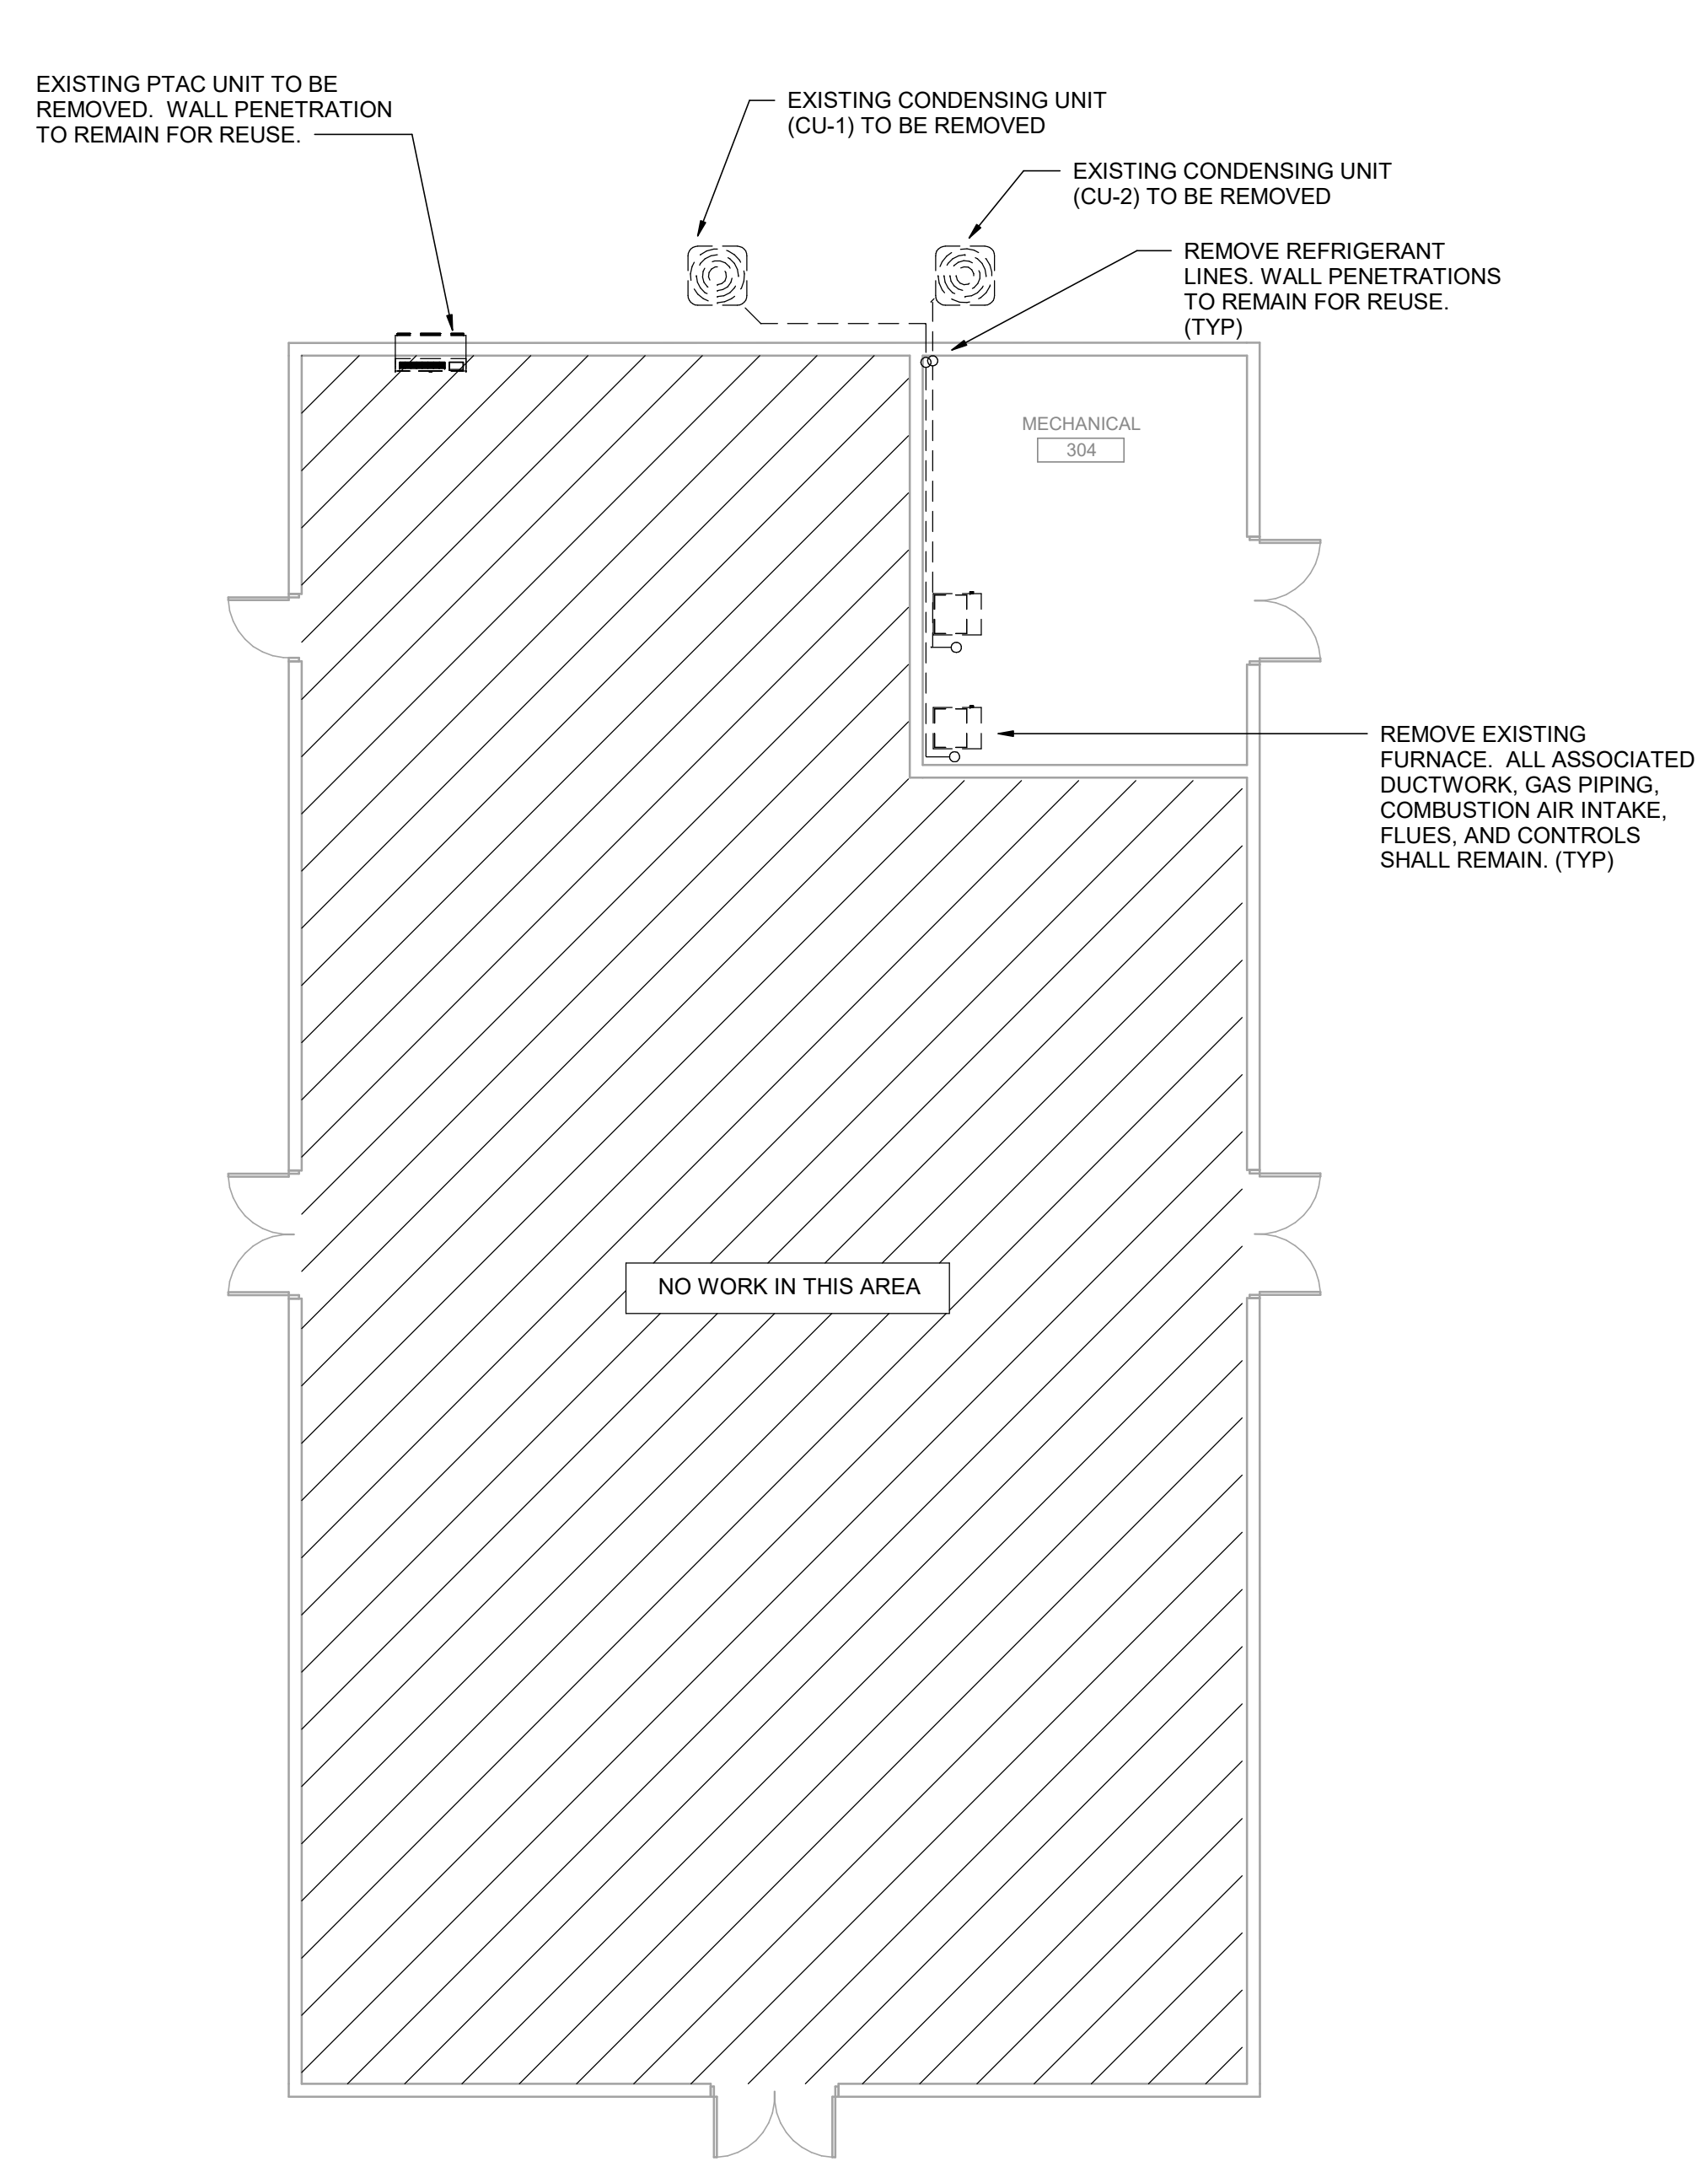 EXISTING PTAC UNIT TO BE
REMOVED. WALL PENETRATION
TO REMAIN FOR REUSE.
EXISTING CONDENSING UNIT
(CU-1) TO BE REMOVED
EXISTING CONDENSING UNIT
(CU-2) TO BE REMOVED
REMOVE REFRIGERANT
LINES. WALL PENETRATIONS
TO REMAIN FOR REUSE.
(TYP)
MECHANICAL
304
REMOVE EXISTING
FURNACE. ALL ASSOCIATED
DUCTWORK, GAS PIPING,
COMBUSTION AIR INTAKE,
FLUES, AND CONTROLS
SHALL REMAIN. (TYP)
NO WORK IN THIS AREA